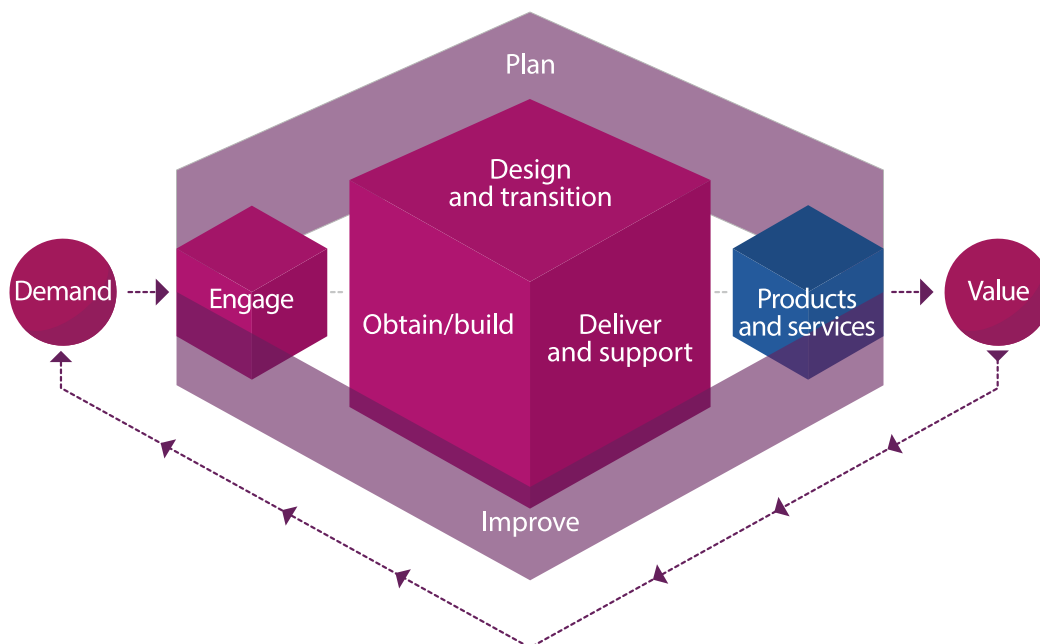 Plan
Design
and transition
Demand
Engage
Obtain/build
Deliver
and support
Products
and services
Value
Improve